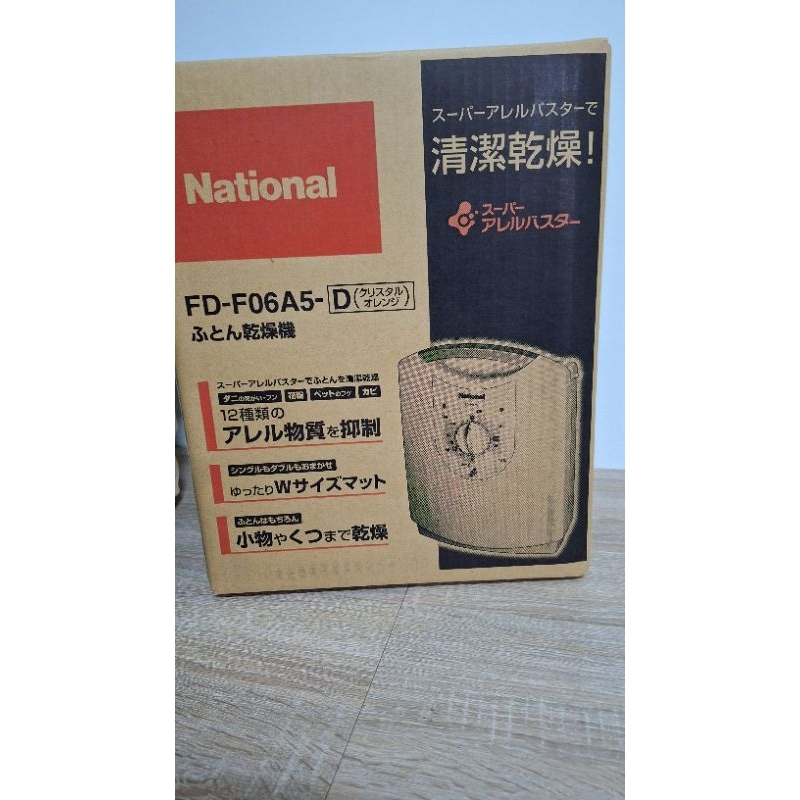 National
スーパーアレルバスターで
清潔乾燥!
スーパー
アレルバスター
FD-F06A5-D(クリスタル
オレンジ)
ふとん乾燥機
スーパーアレルバスターでふとんを清潔乾燥
ダニの死がい・フン 花粉 ペットのフケ カビ
12種類の
アレル物質を抑制
シングルもダブルもおまかせ
ゆったりWサイズマット
ふとんはもちろん
小物やくつまで乾燥
National